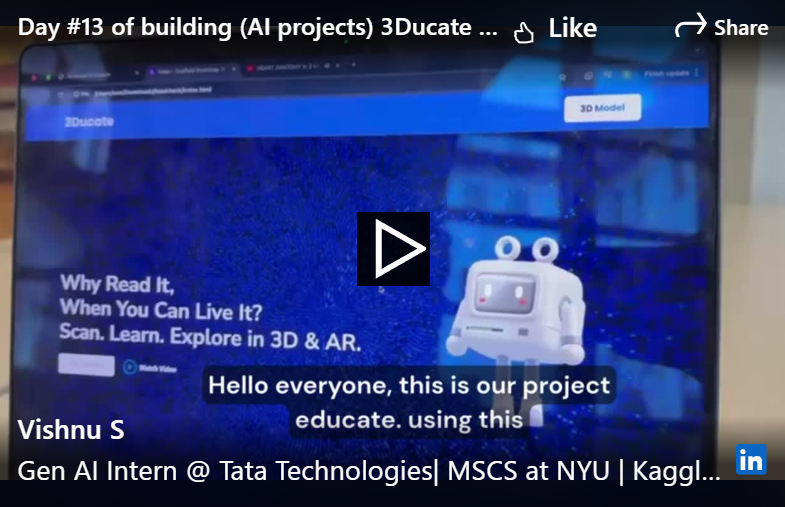 Day #13 of building (AI projects) 3Ducate ...
Like
Share
Finish update
3Ducate
3D Model
Why Read It,
When You Can Live It?
Scan. Learn. Explore in 3D & AR.
Watch Video
Hello everyone, this is our project
educate. using this
Vishnu S
Gen AI Intern @ Tata Technologies| MSCS at NYU | Kaggl...
in